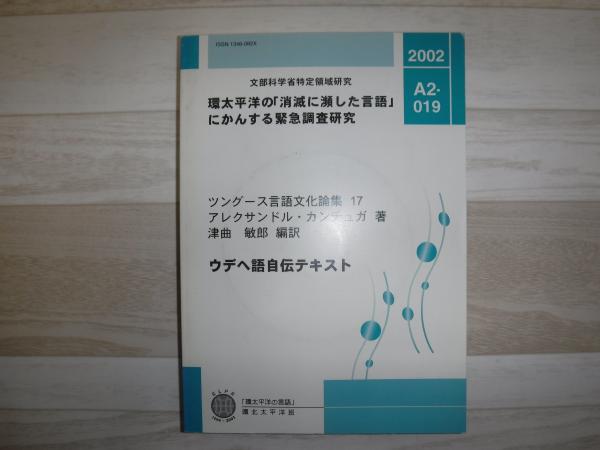 ISSN 1346-082X
2002
A2-
019
文部科学省特定領域研究
環太平洋の「消滅に瀕した言語」
にかんする緊急調査研究
ツングース言語文化論集 17
アレクサンドル・カンチュガ 著
津曲 敏郎 編訳
ウデヘ語自伝テキスト
ELPR
「環太平洋の言語」
環北太平洋班